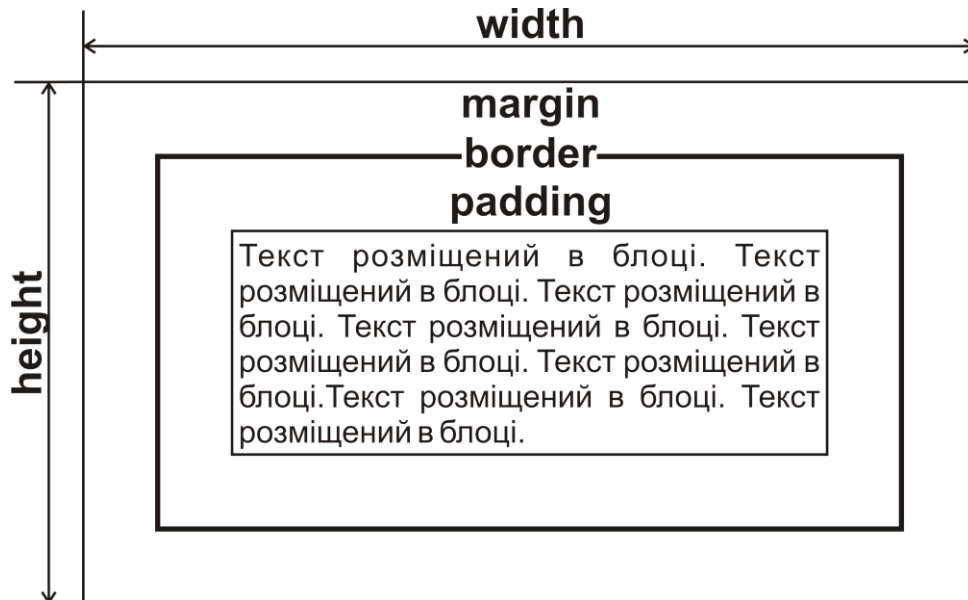 width
margin
border
padding
height
Текст розміщений в блоці. Текст
розміщений в блоці. Текст розміщений в
блоці. Текст розміщений в блоці. Текст
розміщений в блоці. Текст розміщений в
блоці.Текст розміщений в блоці. Текст
розміщений в блоці.